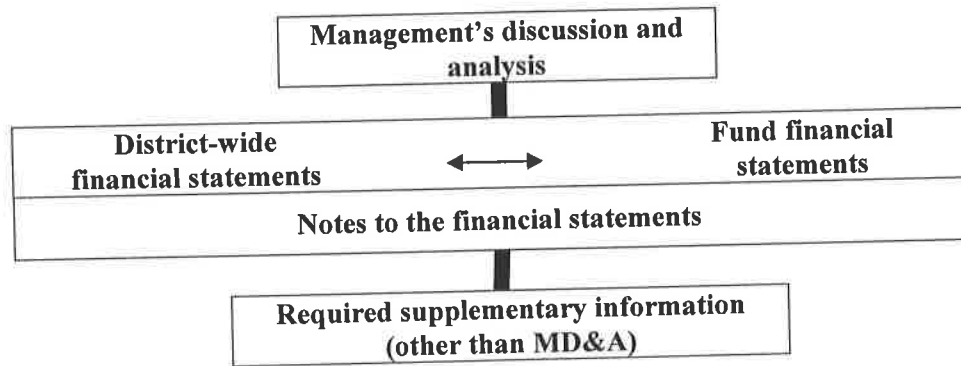 Management's discussion and
analysis
District-wide
financial statements
Fund financial
statements
Notes to the financial statements
Required supplementary information
(other than MD&A)